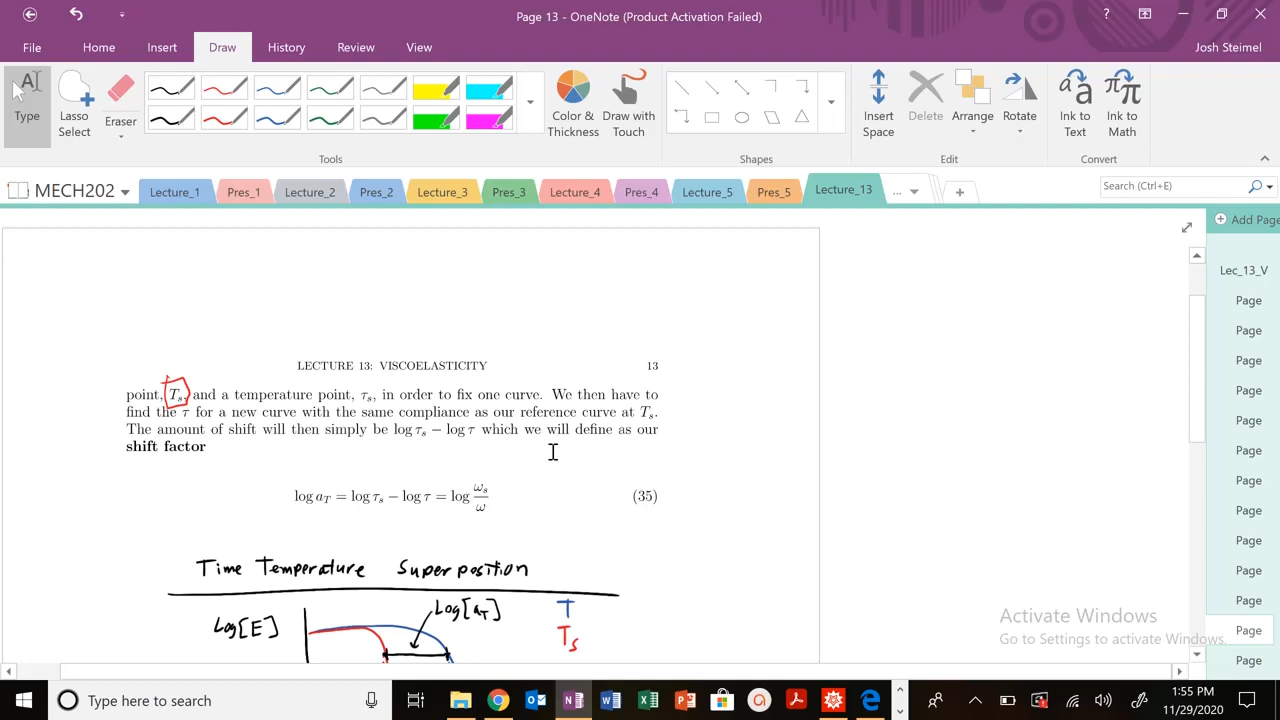 Page 13 - OneNote (Product Activation Failed)
?
File Home Insert Draw History Review View Josh Steimel
Type Lasso Select Eraser Color & Thickness Draw with Touch Insert Space Delete Arrange Rotate Ink to Text Ink to Math
Tools Shapes Edit Convert
MECH202 Lecture_1 Pres_1 Lecture_2 Pres_2 Lecture_3 Pres_3 Lecture_4 Pres_4 Lecture_5 Pres_5 Lecture_13 ... Search (Ctrl+E)
Add Page
Lec_13_V
Page
Page
Page
Page
Page
Page
Page
Page
Page
Page
Page
Page
Page
LECTURE 13: VISCOELASTICITY 13
point, T_s, and a temperature point, τ_s, in order to fix one curve. We then have to
find the τ for a new curve with the same compliance as our reference curve at T_s.
The amount of shift will then simply be log τ_s − log τ which we will define as our
shift factor
log a_T = log τ_s − log τ = log ω_s/ω (35)
Time Temperature Superposition
Log[E] Log[a_T] T
T_s
Activate Windows
Go to Settings to activate Windows.
Type here to search
1:55 PM
11/29/2020